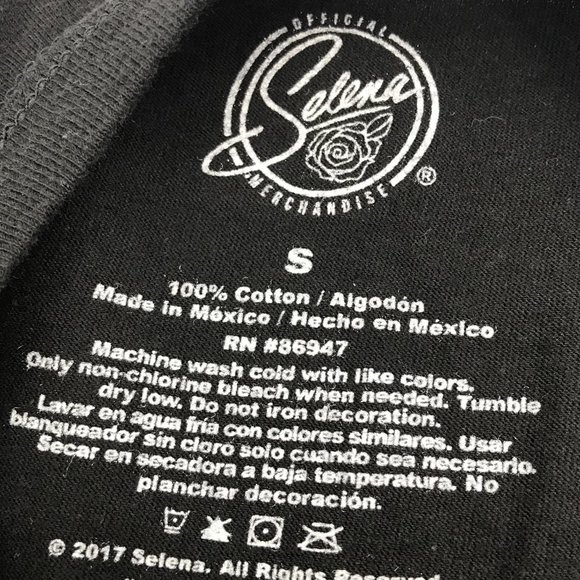 OFFICIAL
Selena
MERCHANDISE
®
S
100% Cotton / Algodón
Made in México / Hecho en México
RN #86947
Machine wash cold with like colors.
Only non-chlorine bleach when needed. Tumble
dry low. Do not iron decoration.
Lavar en agua fria con colores similares. Usar
blanqueador sin cloro solo cuando sea necesario.
Secar en secadora a baja temperatura. No
planchar decoración.
© 2017 Selena. All Rights Reserved